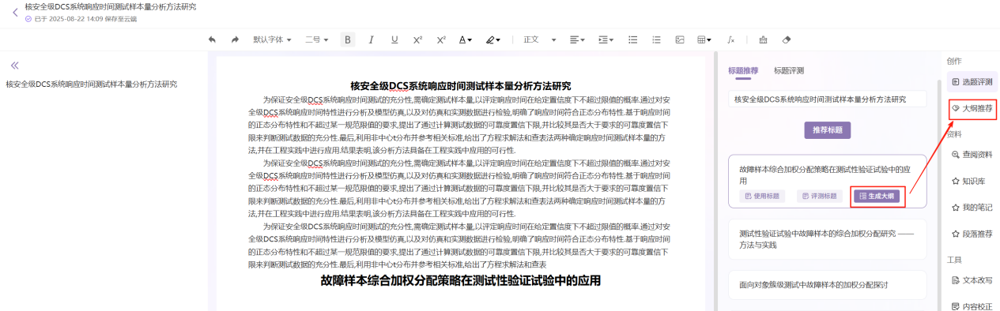 核安全级DCS系统响应时间测试样本量分析方法研究
已于 2025-08-22 14:09 保存至云端
默认字体 二号 B I U X² X² A 正文
核安全级DCS系统响应时间测试样本量分析方法研究
核安全级DCS系统响应时间测试样本量分析方法研究
为保证安全级DCS系统响应时间测试的充分性,需确定测试样本量,以评定响应时间在给定置信度下不超过限值的概率.通过对安
全级DCS系统响应时间特性进行分析及模型仿真,以及对仿真和实测数据进行检验,明确了响应时间符合正态分布特性.基于响应时间
的正态分布特性和不超过某一规范限值的要求,提出了通过计算测试数据的可靠度置信下限,并比较其是否大于要求的可靠度置信下
限来判断测试数据的充分性.最后,利用非中心t分布并参考相关标准,给出了方程求解法和查表法两种确定响应时间样本量的方
法,并在工程实践中进行应用.结果表明,该分析方法具备在工程实践中应用的可行性.
为保证安全级DCS系统响应时间测试的充分性,需确定测试样本量,以评定响应时间在给定置信度下不超过限值的概率.通过对安
全级DCS系统响应时间特性进行分析及模型仿真,以及对仿真和实测数据进行检验,明确了响应时间符合正态分布特性.基于响应时间
的正态分布特性和不超过某一规范限值的要求,提出了通过计算测试数据的可靠度置信下限,并比较其是否大于要求的可靠度置信下
限来判断测试数据的充分性.最后,利用非中心t分布并参考相关标准,给出了方程求解法和查表法两种确定响应时间样本量的方
法,并在工程实践中进行应用.结果表明,该分析方法具备在工程实践中应用的可行性.
为保证安全级DCS系统响应时间测试的充分性,需确定测试样本量,以评定响应时间在给定置信度下不超过限值的概率.通过对安
全级DCS系统响应时间特性进行分析及模型仿真,以及对仿真和实测数据进行检验,明确了响应时间符合正态分布特性.基于响应时间
的正态分布特性和不超过某一规范限值的要求,提出了通过计算测试数据的可靠度置信下限,并比较其是否大于要求的可靠度置信下
限来判断测试数据的充分性.最后,利用非中心t分布并参考相关标准,给出了方程求解法和查表
故障样本综合加权分配策略在测试性验证试验中的应用
标题推荐 标题评测
核安全级DCS系统响应时间测试样本量分析方法研究
推荐标题
故障样本综合加权分配策略在测试性验证试验中的应
用
使用标题 评测标题 生成大纲
测试性验证试验中故障样本的综合加权分配研究 ——
方法与实践
面向对象簇级测试中故障样本的加权分配探讨
创作
选题评测
大纲推荐
资料
查阅资料
知识库
我的笔记
段落推荐
工具
文本改写
内容校正